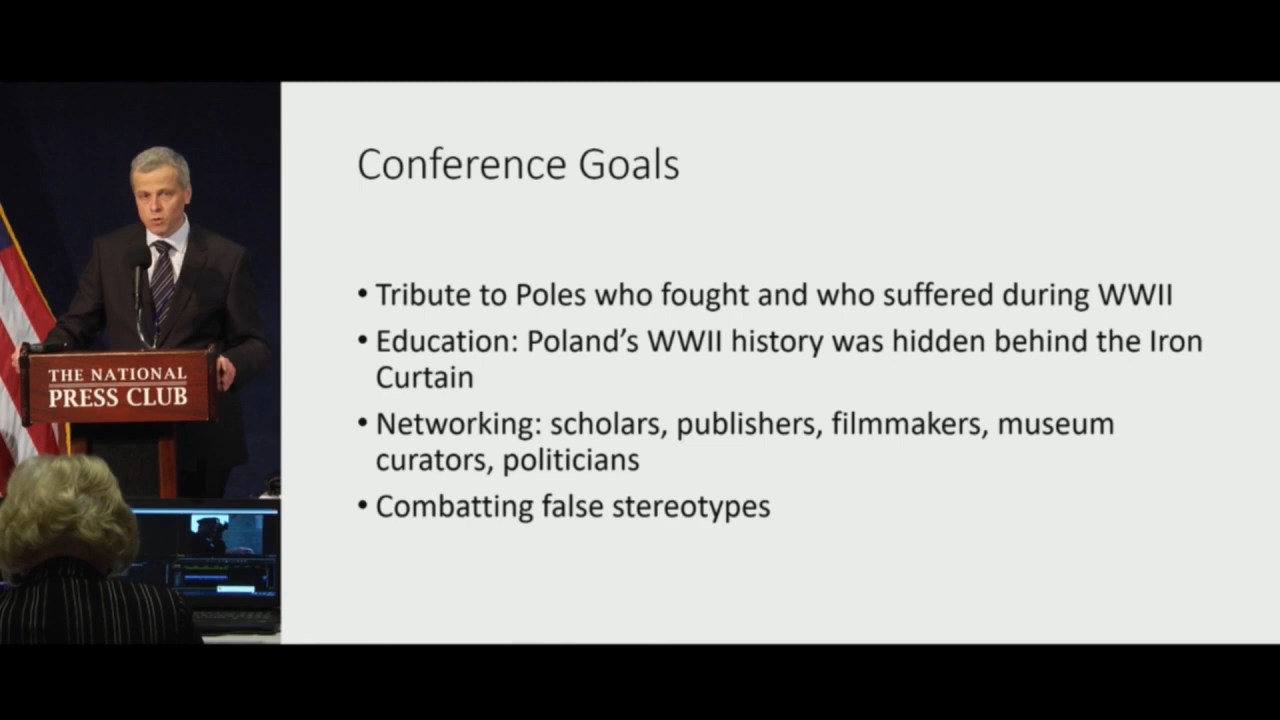 Conference Goals
• Tribute to Poles who fought and who suffered during WWII
• Education: Poland’s WWII history was hidden behind the Iron
Curtain
• Networking: scholars, publishers, filmmakers, museum
curators, politicians
• Combatting false stereotypes
THE NATIONAL
PRESS CLUB